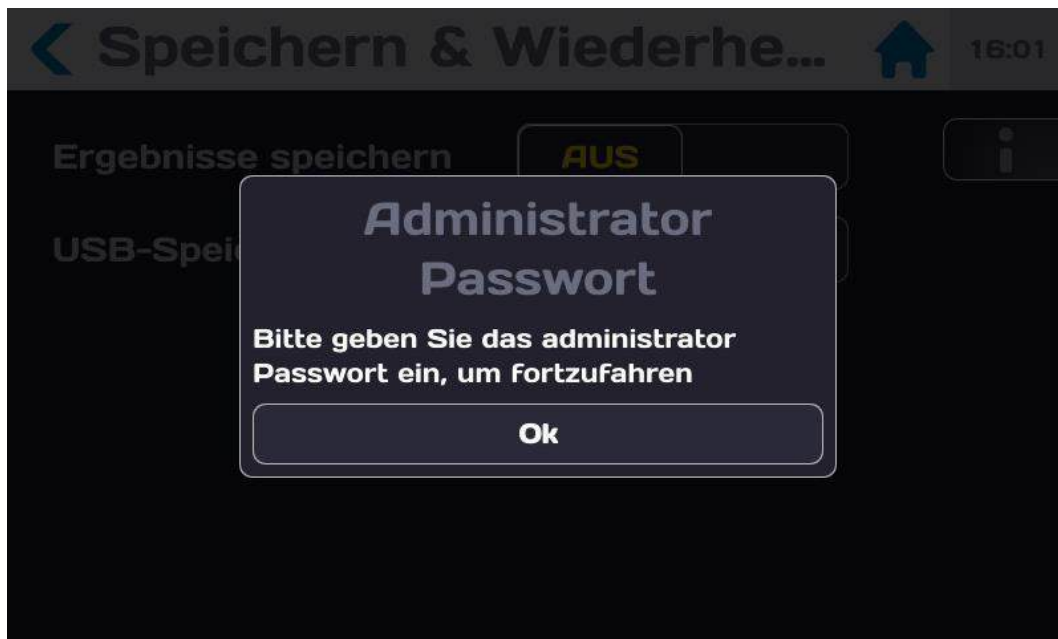 Speichern & Wiederhe...
16:01
Ergebnisse speichern
AUS
i
USB-Spei
Administrator
Passwort
Bitte geben Sie das administrator
Passwort ein, um fortzufahren
Ok